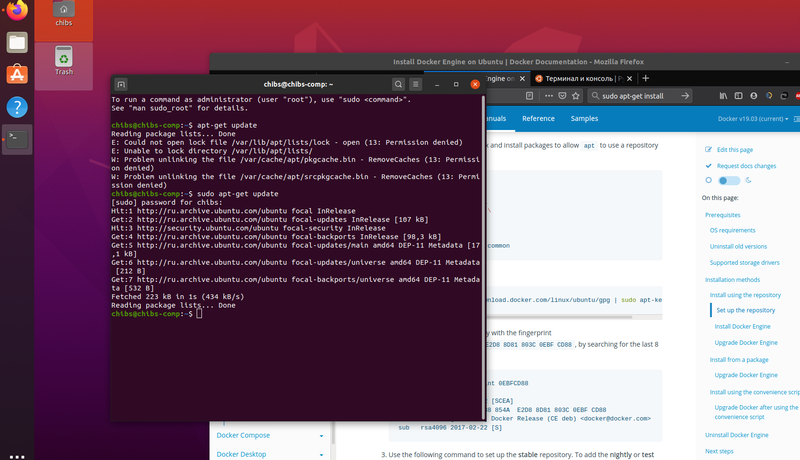 chibs
Trash
Install Docker Engine on Ubuntu | Docker Documentation - Mozilla Firefox
ngine on
Терминал и консоль | Р
sudo apt-get install
chibs@chibs-comp: ~
To run a command as administrator (user "root"), use "sudo <command>".
See "man sudo_root" for details.
chibs@chibs-comp:~$ apt-get update
Reading package lists... Done
E: Could not open lock file /var/lib/apt/lists/lock - open (13: Permission denied)
E: Unable to lock directory /var/lib/apt/lists/
W: Problem unlinking the file /var/cache/apt/pkgcache.bin - RemoveCaches (13: Permissi
on denied)
W: Problem unlinking the file /var/cache/apt/srcpkgcache.bin - RemoveCaches (13: Permi
ssion denied)
chibs@chibs-comp:~$ sudo apt-get update
[sudo] password for chibs:
Hit:1 http://ru.archive.ubuntu.com/ubuntu focal InRelease
Get:2 http://ru.archive.ubuntu.com/ubuntu focal-updates InRelease [107 kB]
Hit:3 http://security.ubuntu.com/ubuntu focal-security InRelease
Get:4 http://ru.archive.ubuntu.com/ubuntu focal-backports InRelease [98,3 kB]
Get:5 http://ru.archive.ubuntu.com/ubuntu focal-updates/main amd64 DEP-11 Metadata [17
,1 kB]
Get:6 http://ru.archive.ubuntu.com/ubuntu focal-updates/universe amd64 DEP-11 Metadata
[212 B]
Get:7 http://ru.archive.ubuntu.com/ubuntu focal-backports/universe amd64 DEP-11 Metada
ta [532 B]
Fetched 223 kB in 1s (434 kB/s)
Reading package lists... Done
chibs@chibs-comp:~$
nuals
Reference
Samples
Docker v19.03 (current)
x and install packages to allow apt to use a repository
\
common
nload.docker.com/linux/ubuntu/gpg | sudo apt-ke
y with the fingerprint
E2D8 8D81 803C 0EBF CD88 , by searching for the last 8
int 0EBFCD88
[SCEA]
854A E2D8 8D81 803C 0EBF CD88
Docker Release (CE deb) <docker@docker.com>
sub rsa4096 2017-02-22 [S]
3. Use the following command to set up the stable repository. To add the nightly or test
Docker Compose
Docker Desktop
Edit this page
Request docs changes
On this page:
Prerequisites
OS requirements
Uninstall old versions
Supported storage drivers
Installation methods
Install using the repository
Set up the repository
Install Docker Engine
Upgrade Docker Engine
Install from a package
Upgrade Docker Engine
Install using the convenience scrip
Upgrade Docker after using the
convenience script
Uninstall Docker Engine
Next steps